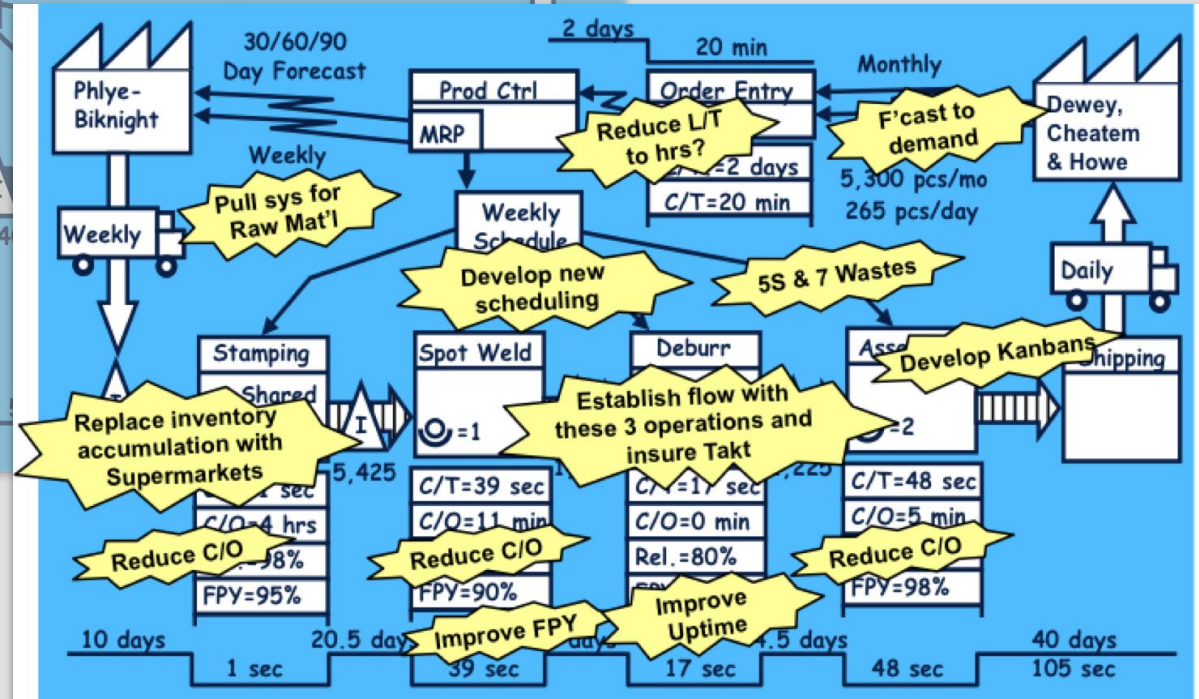 2 days
20 min
30/60/90
Day Forecast
Monthly
Phlye-
Biknight
Prod Ctrl
MRP
Order Entry
Reduce L/T
to hrs?
F'cast to
demand
Dewey,
Cheatem
& Howe
=2 days
C/T=20 min
5,300 pcs/mo
265 pcs/day
Weekly
Pull sys for
Raw Mat'l
Weekly
Weekly
Schedule
Develop new
scheduling
5S & 7 Wastes
Daily
Stamping
Shared
Spot Weld
Deburr
Develop Kanbans
Shipping
Replace inventory
accumulation with
Supermarkets
I
=1
Establish flow with
these 3 operations and
insure Takt
=2
5,425
sec
C/O=4 hrs
98%
FPY=95%
C/T=39 sec
C/O=11 min
FPY=90%
C/T=17 sec
C/O=0 min
Rel.=80%
C/T=48 sec
C/O=5 min
FPY=98%
Reduce C/O
Reduce C/O
Reduce C/O
Improve FPY
Improve
Uptime
10 days
20.5 day
4.5 days
40 days
1 sec
39 sec
17 sec
48 sec
105 sec